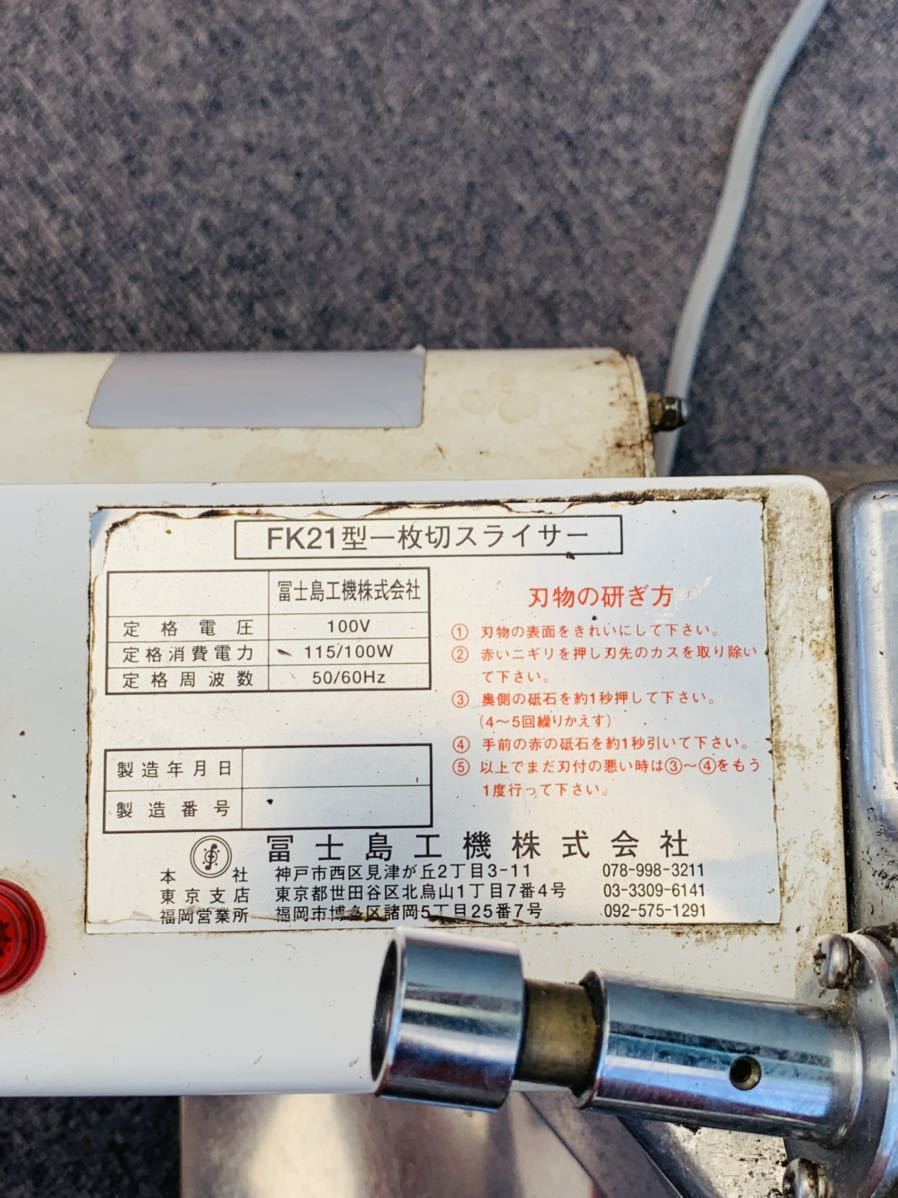 FK21型一枚切スライサー
冨士島工機株式会社
定格電圧 100V
定格消費電力 115/100W
定格周波数 50/60Hz
製造年月日
製造番号
刃物の研ぎ方
① 刃物の表面をきれいにして下さい。
② 赤いニギリを押し刃先のカスを取り除い
て下さい。
③ 奥側の砥石を約1秒押して下さい。
(4〜5回繰りかえす)
④ 手前の赤の砥石を約1秒引いて下さい。
⑤ 以上でまだ刃付の悪い時は③〜④をもう
1度行って下さい。
冨士島工機株式会社
本社 神戸市西区見津が丘2丁目3-11 078-998-3211
東京支店 東京都世田谷区北烏山1丁目7番4号 03-3309-6141
福岡営業所 福岡市博多区諸岡5丁目25番7号 092-575-1291